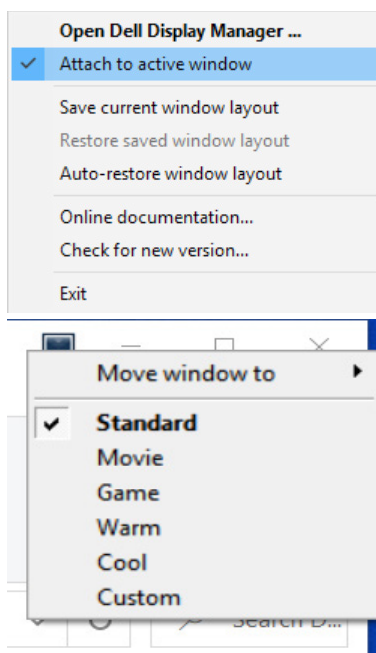 Open Dell Display Manager ...
Attach to active window
Save current window layout
Restore saved window layout
Auto-restore window layout
Online documentation...
Check for new version...
Exit
Move window to
Standard
Movie
Game
Warm
Cool
Custom
Search D...